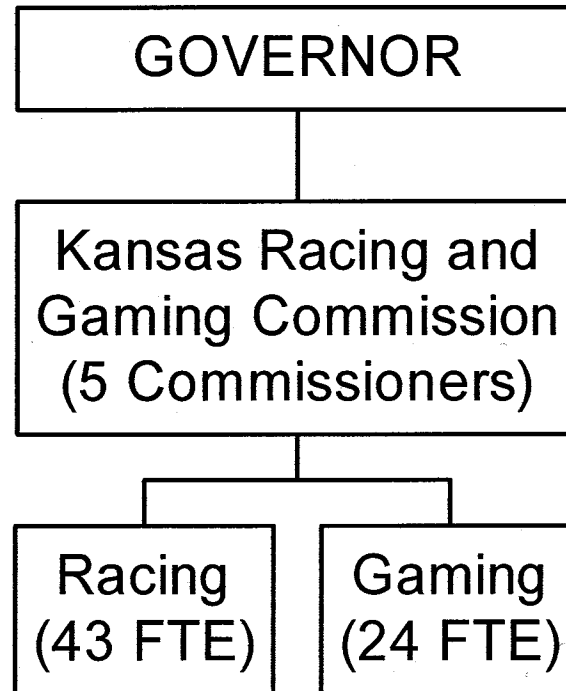 GOVERNOR
Kansas Racing and
Gaming Commission
(5 Commissioners)
Racing
(43 FTE)
Gaming
(24 FTE)